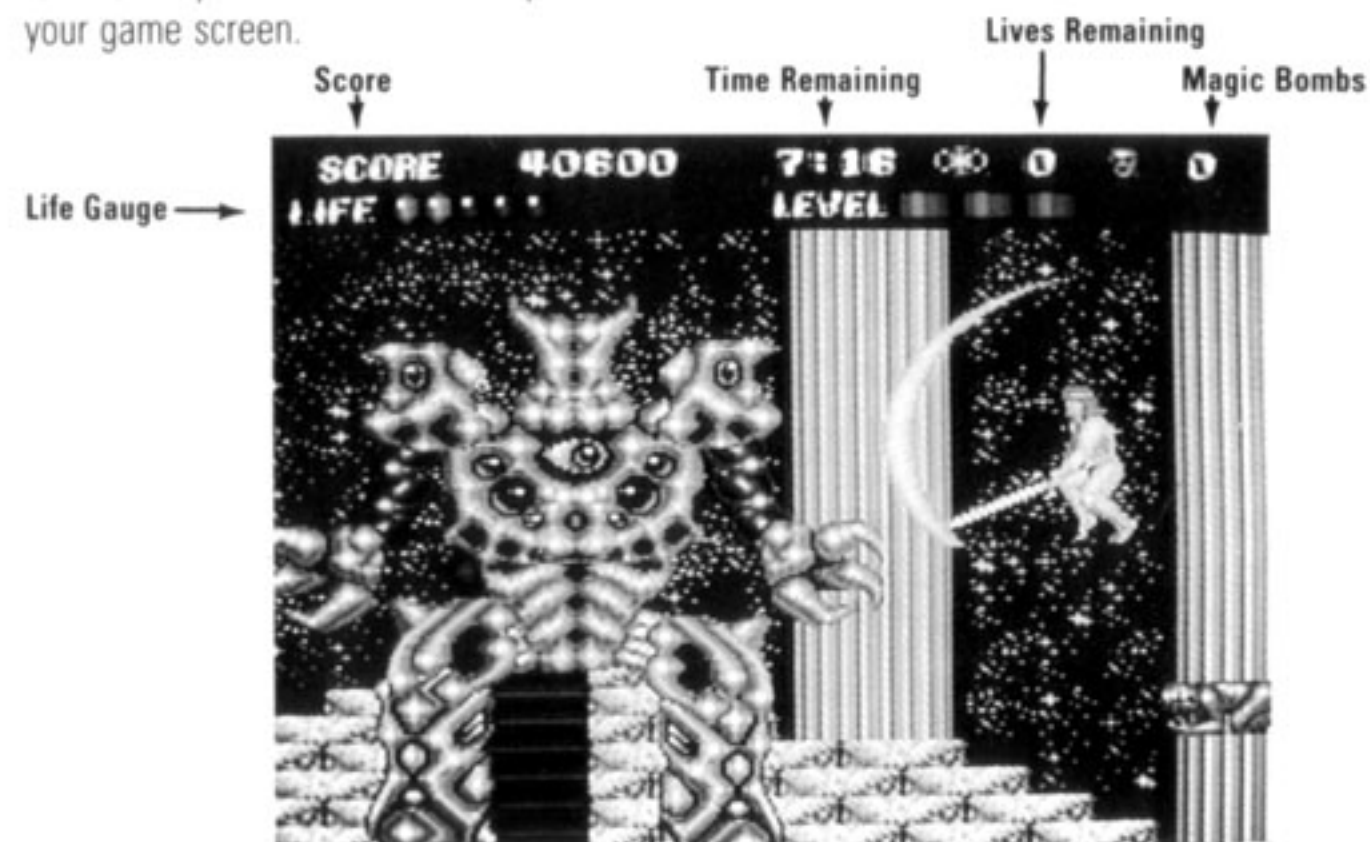 your game screen.
Lives Remaining
Score Time Remaining Magic Bombs
SCORE 40600 7:16 0 0
Life Gauge
LIFE LEVEL